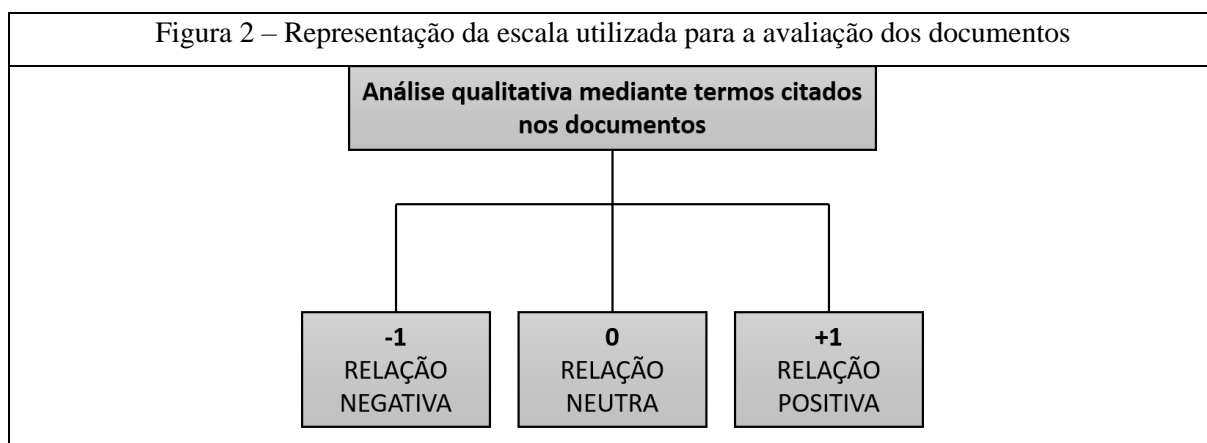 Figura 2 – Representação da escala utilizada para a avaliação dos documentos
Análise qualitativa mediante termos citados
nos documentos
-1
RELAÇÃO
NEGATIVA
0
RELAÇÃO
NEUTRA
+1
RELAÇÃO
POSITIVA